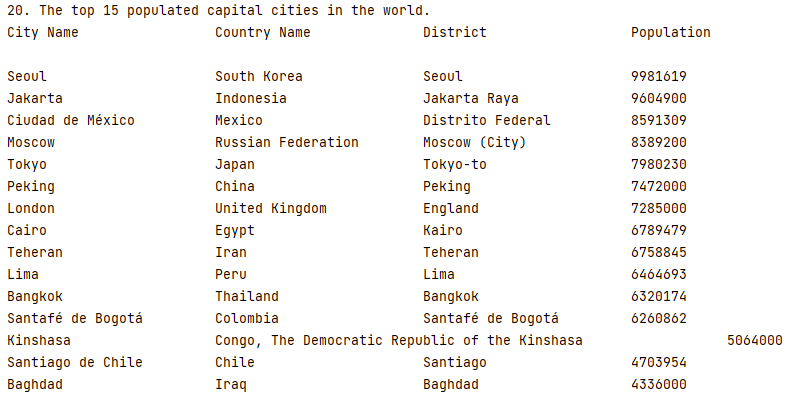 20. The top 15 populated capital cities in the world.
City Name Country Name District Population
Seoul South Korea Seoul 9981619
Jakarta Indonesia Jakarta Raya 9604900
Ciudad de México Mexico Distrito Federal 8591309
Moscow Russian Federation Moscow (City) 8389200
Tokyo Japan Tokyo-to 7980230
Peking China Peking 7472000
London United Kingdom England 7285000
Cairo Egypt Kairo 6789479
Teheran Iran Teheran 6758845
Lima Peru Lima 6464693
Bangkok Thailand Bangkok 6320174
Santafé de Bogotá Colombia Santafé de Bogotá 6260862
Kinshasa Congo, The Democratic Republic of the Kinshasa 5064000
Santiago de Chile Chile Santiago 4703954
Baghdad Iraq Baghdad 4336000